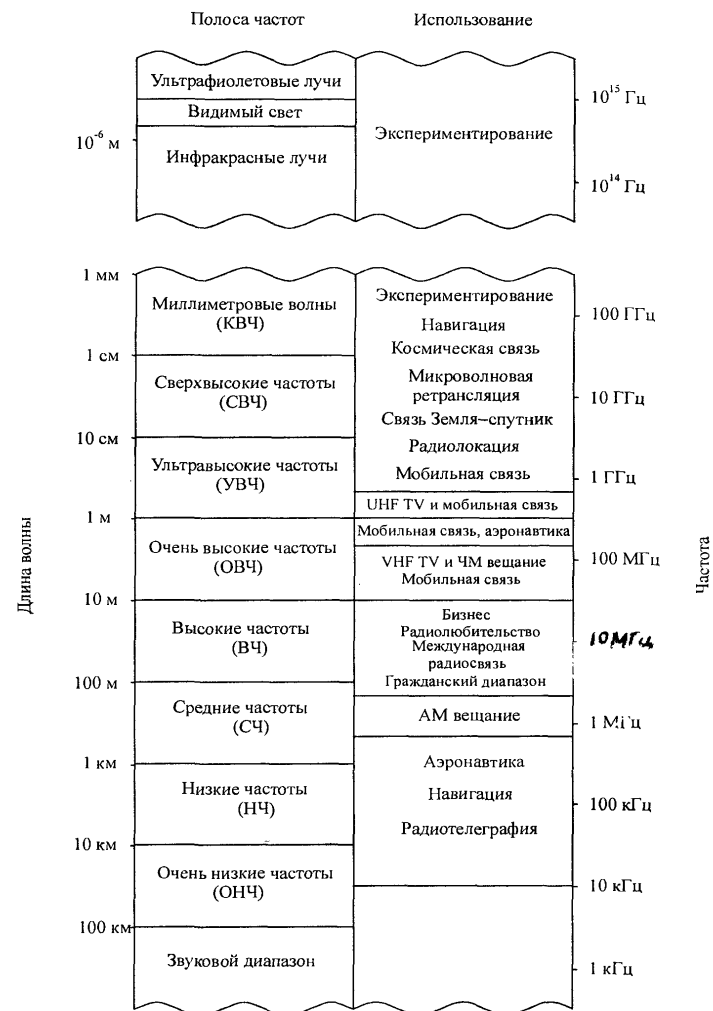 Полоса частот
Использование
Ультрафиолетовые лучи
Видимый свет
Инфракрасные лучи
10⁻⁶ м
Экспериментирование
10¹⁵ Гц
10¹⁴ Гц
Длина волны
1 мм
1 см
10 см
1 м
10 м
100 м
1 км
10 км
100 км
Миллиметровые волны
(КВЧ)
Сверхвысокие частоты
(СВЧ)
Ультравысокие частоты
(УВЧ)
Очень высокие частоты
(ОВЧ)
Высокие частоты
(ВЧ)
Средние частоты
(СЧ)
Низкие частоты
(НЧ)
Очень низкие частоты
(ОНЧ)
Звуковой диапазон
Экспериментирование
Навигация
Космическая связь
Микроволновая
ретрансляция
Связь Земля–спутник
Радиолокация
Мобильная связь
UHF TV и мобильная связь
Мобильная связь, аэронавтика
VHF TV и ЧМ вещание
Мобильная связь
Бизнес
Радиолюбительство
Международная
радиосвязь
Гражданский диапазон
АМ вещание
Аэронавтика
Навигация
Радиотелеграфия
100 ГГц
10 ГГц
1 ГГц
100 МГц
10 МГц
1 МГц
100 кГц
10 кГц
1 кГц
Частота